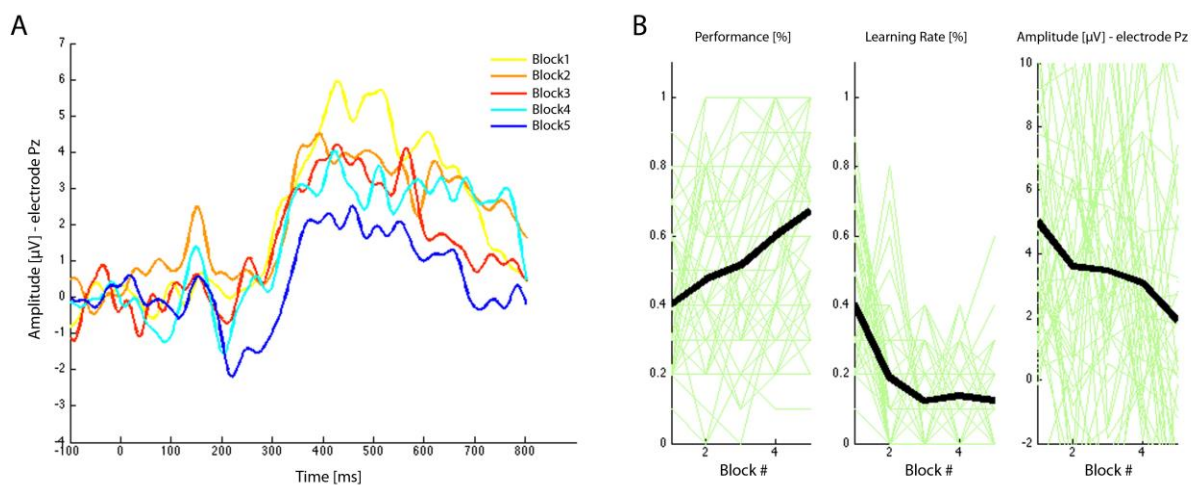 A
Amplitude [µV] - electrode Pz
7
6
5
4
3
2
1
0
-1
-2
-3
-4
-100 0 100 200 300 400 500 600 700 800
Time [ms]
Block1
Block2
Block3
Block4
Block5
B
Performance [%]
1
0.8
0.6
0.4
0.2
0
2 4
Block #
Learning Rate [%]
1
0.8
0.6
0.4
0.2
0
2 4
Block #
Amplitude [µV] - electrode Pz
10
8
6
4
2
0
-2
2 4
Block #